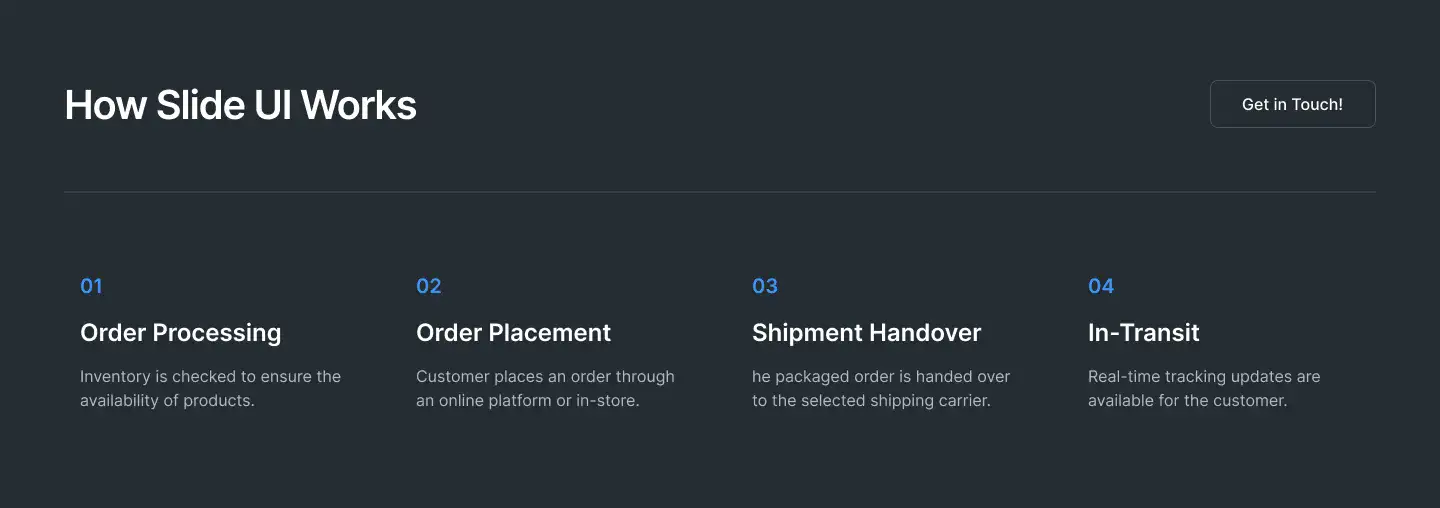 How Slide UI Works
Get in Touch!
01
Order Processing
Inventory is checked to ensure the
availability of products.
02
Order Placement
Customer places an order through
an online platform or in-store.
03
Shipment Handover
he packaged order is handed over
to the selected shipping carrier.
04
In-Transit
Real-time tracking updates are
available for the customer.